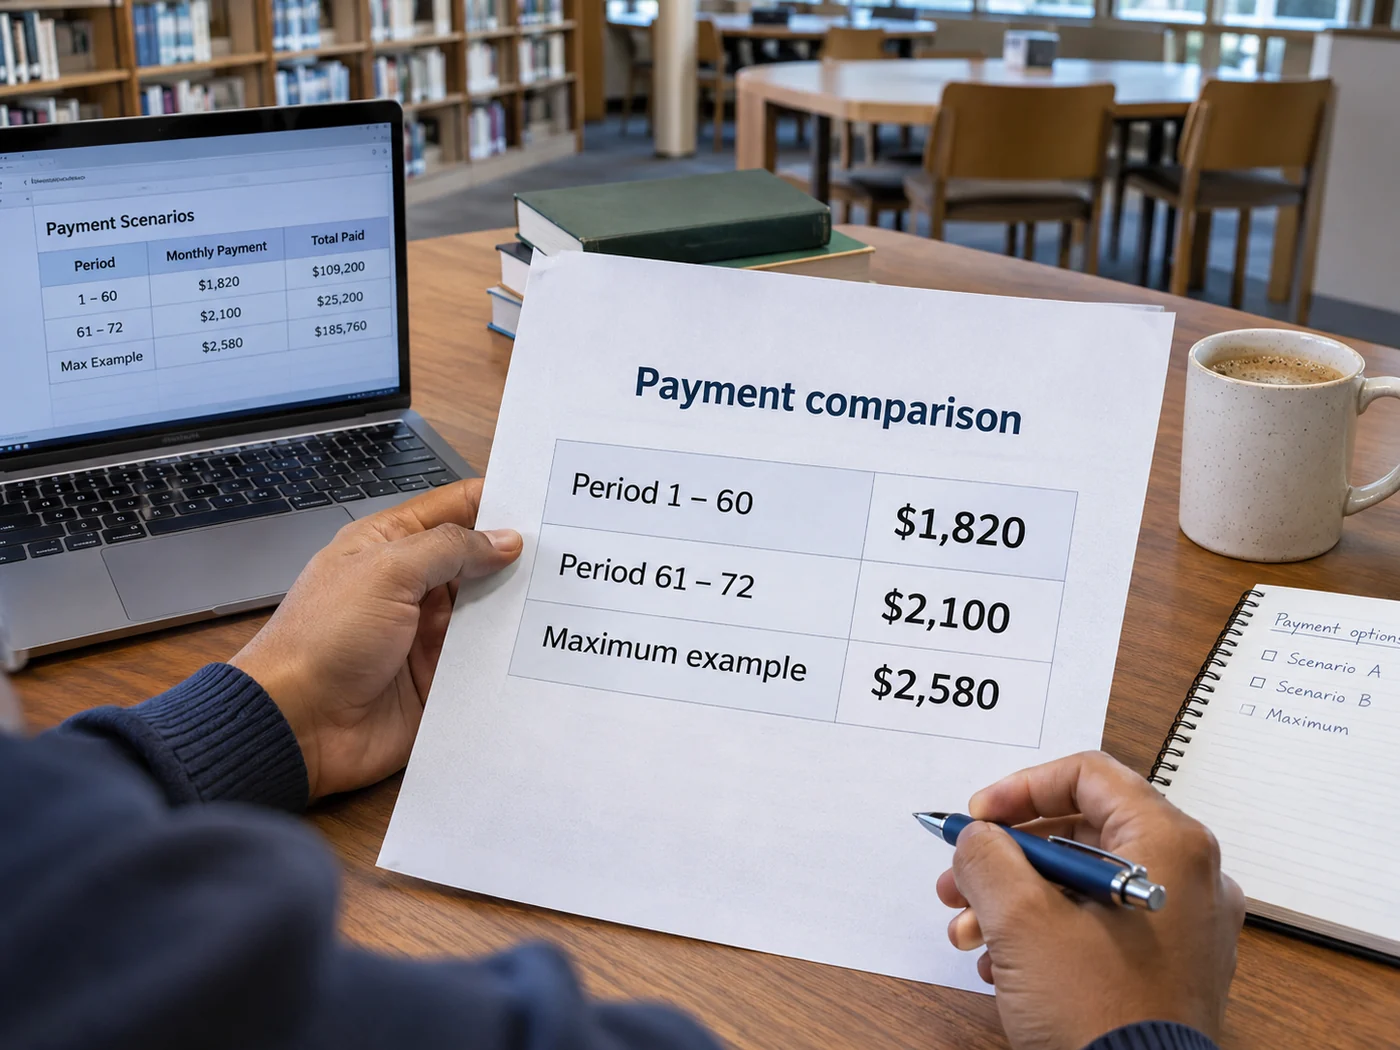 Payment Scenarios
Period Monthly Payment Total Paid
1 – 60 $1,820 $109,200
61 – 72 $2,100 $25,200
Max Example $2,580 $185,760
Payment comparison
Period 1 – 60 $1,820
Period 61 – 72 $2,100
Maximum example $2,580
Payment options
Scenario A
Scenario B
Maximum